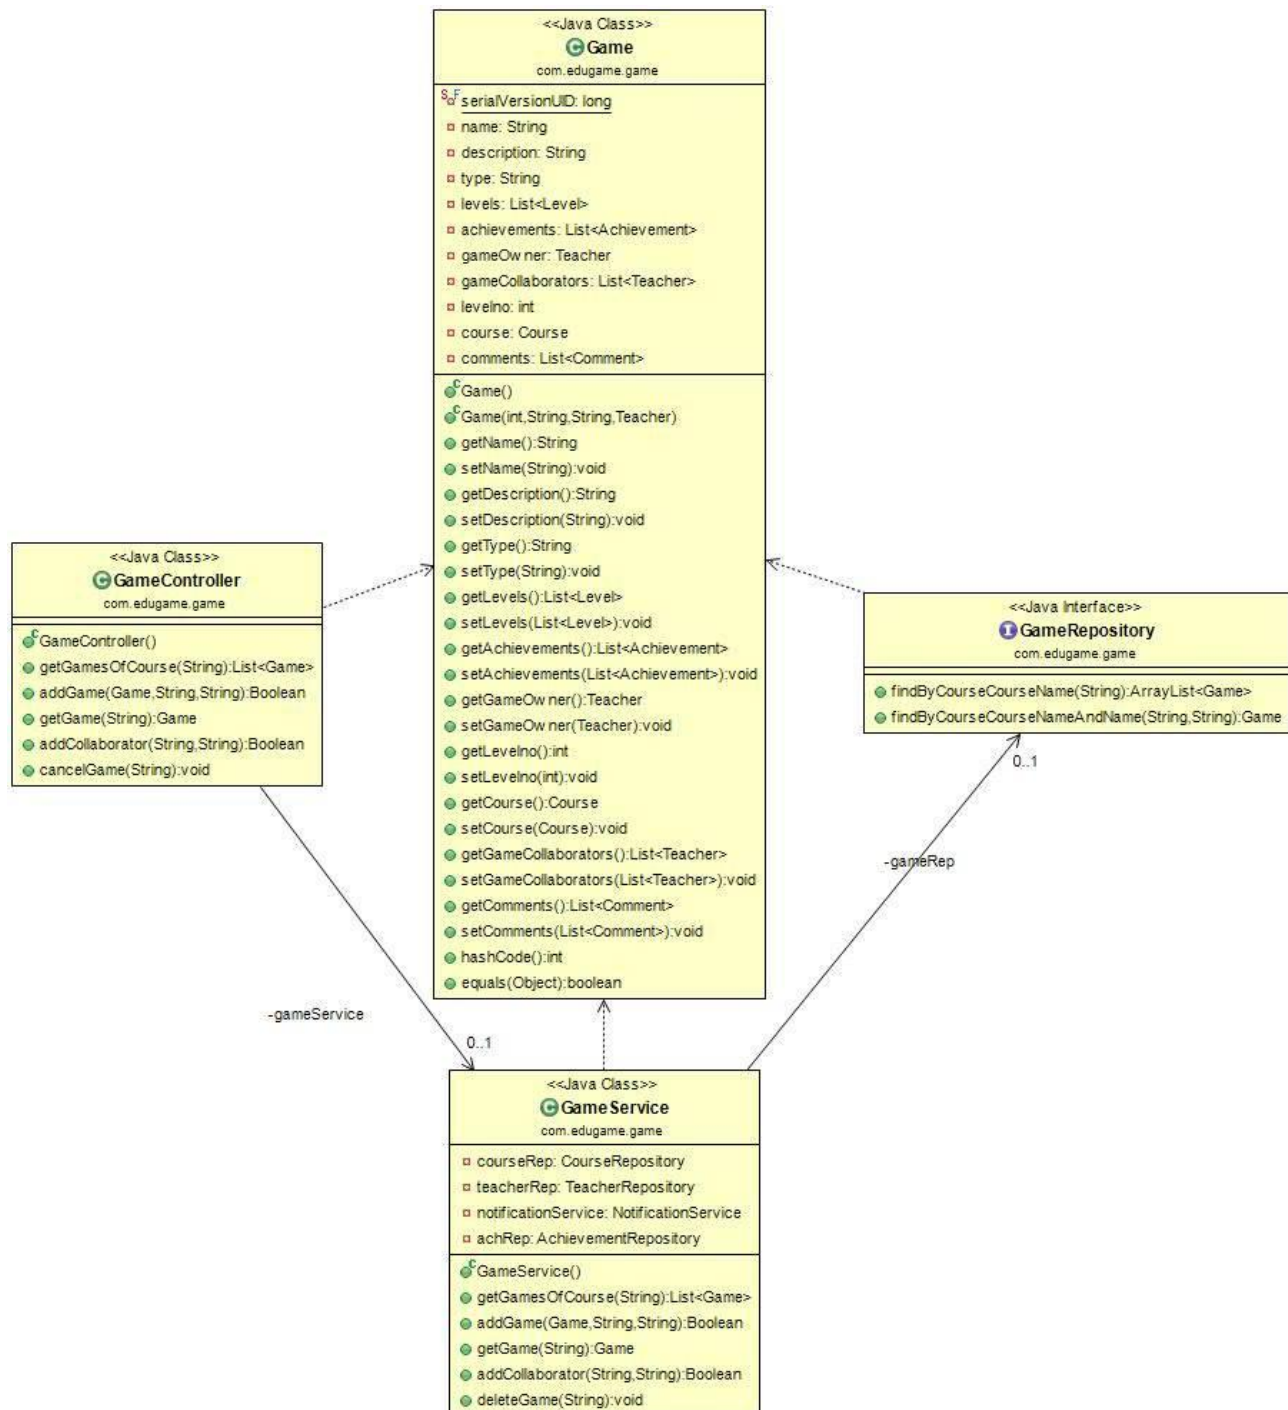 <<Java Class>>
Game
com.edugame.game
serialVersionUID: long
name: String
description: String
type: String
levels: List<Level>
achievements: List<Achievement>
gameOwner: Teacher
gameCollaborators: List<Teacher>
levelno: int
course: Course
comments: List<Comment>
Game()
Game(int,String,String,Teacher)
getName():String
setName(String):void
getDescription():String
setDescription(String):void
getType():String
setType(String):void
getLevels():List<Level>
setLevels(List<Level>):void
getAchievements():List<Achievement>
setAchievements(List<Achievement>):void
getGameOwner():Teacher
setGameOwner(Teacher):void
getLevelno():int
setLevelno(int):void
getCourse():Course
setCourse(Course):void
getGameCollaborators():List<Teacher>
setGameCollaborators(List<Teacher>):void
getComments():List<Comment>
setComments(List<Comment>):void
hashCode():int
equals(Object):boolean
<<Java Class>>
GameController
com.edugame.game
GameController()
getGamesOfCourse(String):List<Game>
addGame(Game,String,String):Boolean
getGame(String):Game
addCollaborator(String,String):Boolean
cancelGame(String):void
<<Java Interface>>
GameRepository
com.edugame.game
findByCourseCourseName(String):ArrayList<Game>
findByCourseCourseNameAndName(String,String):Game
0..1
-gameRep
-gameService
0..1
<<Java Class>>
GameService
com.edugame.game
courseRep: CourseRepository
teacherRep: TeacherRepository
notificationService: NotificationService
achRep: AchievementRepository
GameService()
getGamesOfCourse(String):List<Game>
addGame(Game,String,String):Boolean
getGame(String):Game
addCollaborator(String,String):Boolean
deleteGame(String):void